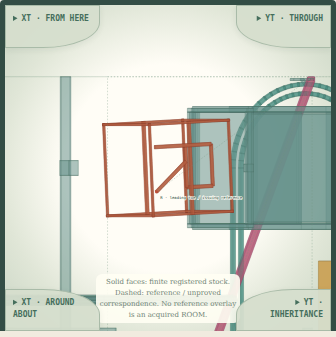 ▶ XT · FROM HERE
▶ YT · THROUGH
Solid faces: finite registered stock.
Dashed: reference / unproved
correspondence. No reference overlay
is an acquired ROOM.
▶ XT · AROUND
ABOUT
▶ YT ·
INHERITANCE